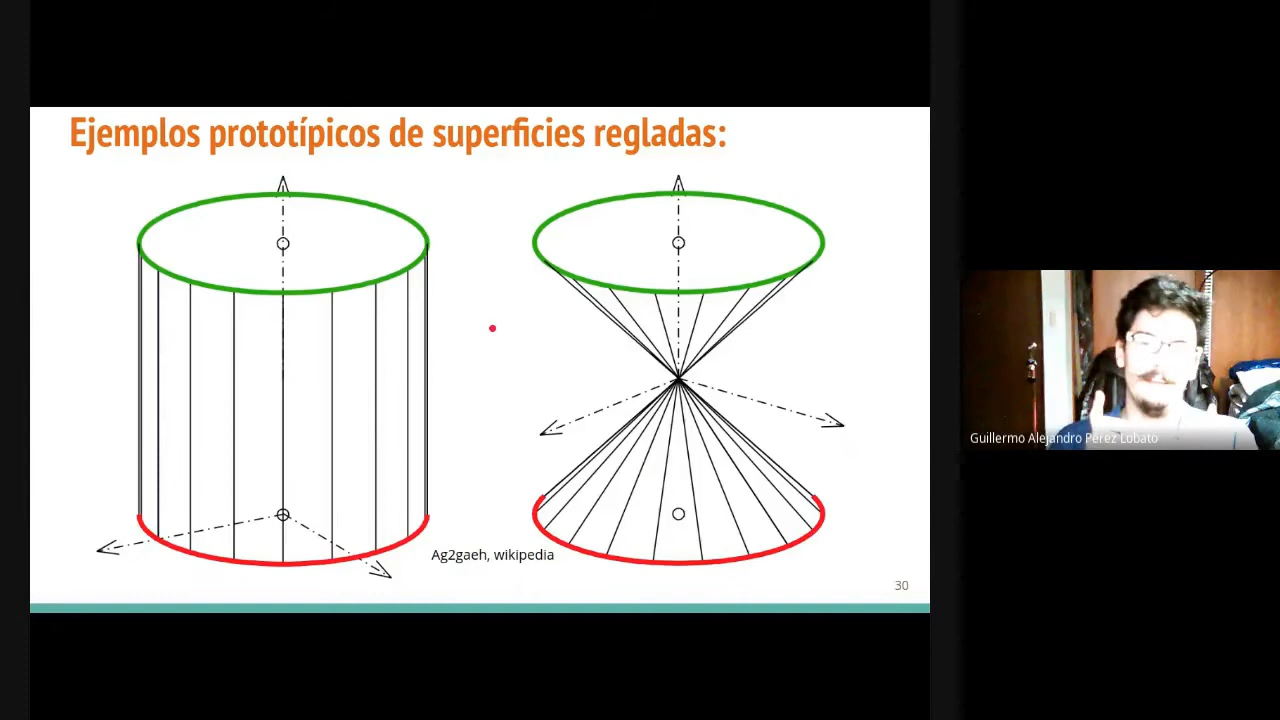 Ejemplos prototípicos de superficies regladas:
Ag2gaeh, wikipedia
30
Guillermo Alejandro Pérez Lobato